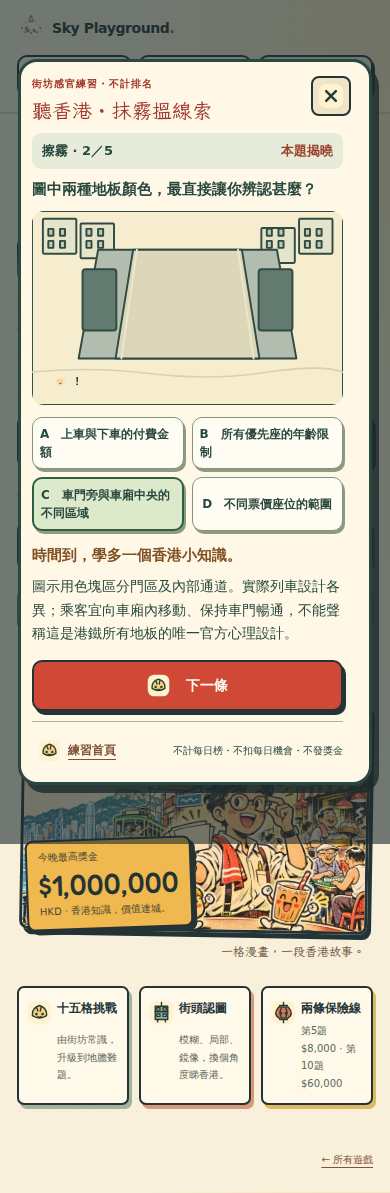 Sky Playground.
街坊感官練習・不計排名
聽香港・抹霧搵線索
擦霧・2／5
本題揭曉
圖中兩種地板顏色，最直接讓你辨認甚麼？
!
A 上車與下車的付費金
額
B 所有優先座的年齡限
制
C 車門旁與車廂中央的
不同區域
D 不同票價座位的範圍
時間到，學多一個香港小知識。
圖示用色塊區分門區及內部通道。實際列車設計各
異；乘客宜向車廂內移動、保持車門暢通，不能聲
稱這是港鐵所有地板的唯一官方心理設計。
下一條
練習首頁
不計每日榜・不扣每日機會・不發獎金
今晚最高獎金
$1,000,000
HKD・香港知識，價值連城。
一格漫畫，一段香港故事。
十五格挑戰
由街坊常識，
升級到地膽難
題。
街頭認圖
模糊、局部、
鏡像，換個角
度睇香港。
兩條保險線
第5題
$8,000・第
10題
$60,000
← 所有遊戲